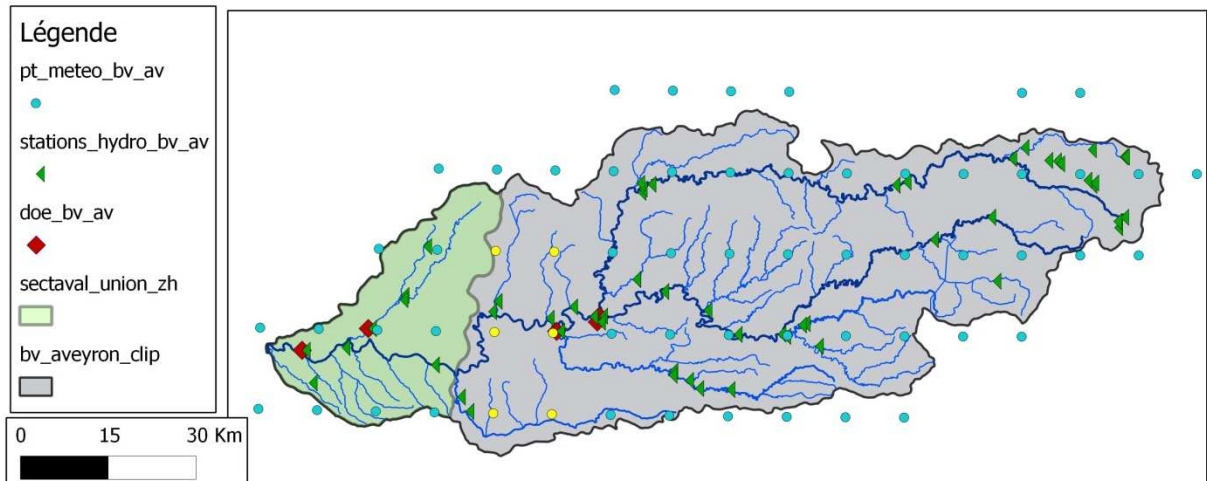 Légende
pt_meteo_bv_av
stations_hydro_bv_av
doe_bv_av
sectaval_union_zh
bv_aveyron_clip
0 15 30 Km